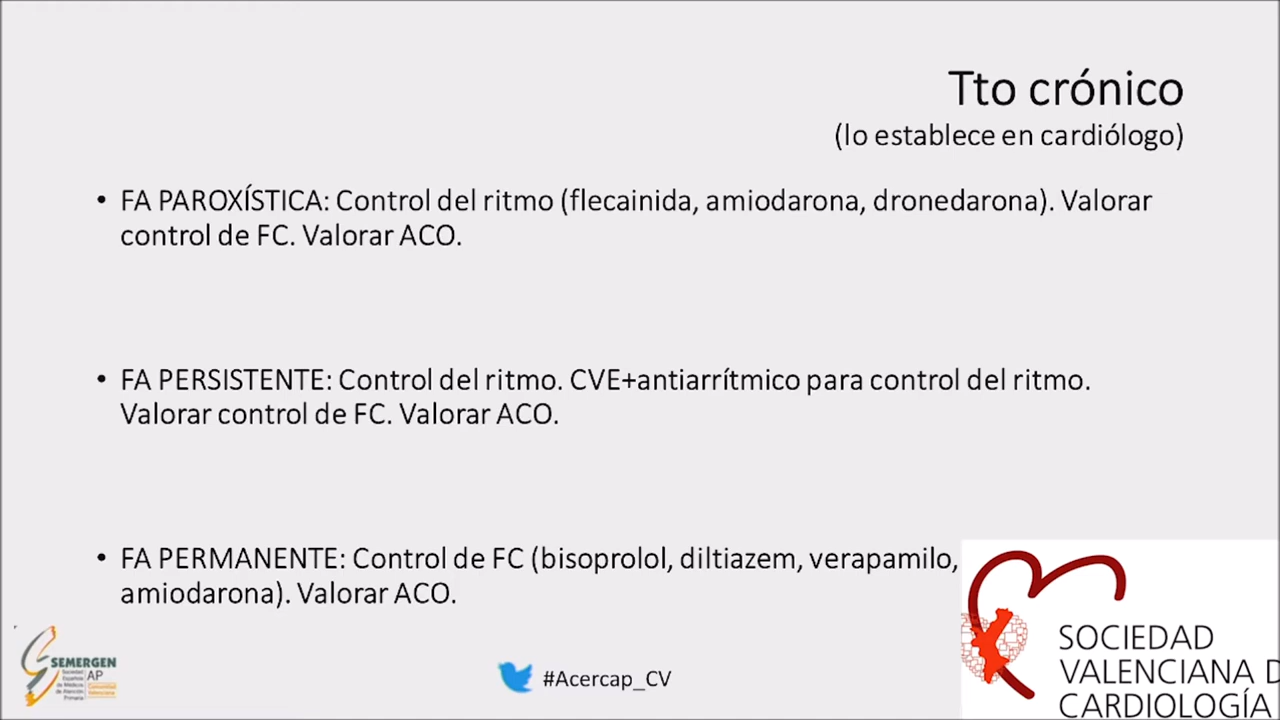 Tto crónico
(lo establece en cardiólogo)
• FA PAROXÍSTICA: Control del ritmo (flecainida, amiodarona, dronedarona). Valorar
control de FC. Valorar ACO.
• FA PERSISTENTE: Control del ritmo. CVE+antiarrítmico para control del ritmo.
Valorar control de FC. Valorar ACO.
• FA PERMANENTE: Control de FC (bisoprolol, diltiazem, verapamilo,
amiodarona). Valorar ACO.
SEMERGEN
AP
Sociedad
Española
de Médicos
de Atención
Primaria
Comunidad
Valenciana
#Acercap_CV
SOCIEDAD
VALENCIANA D
CARDIOLOGÍA